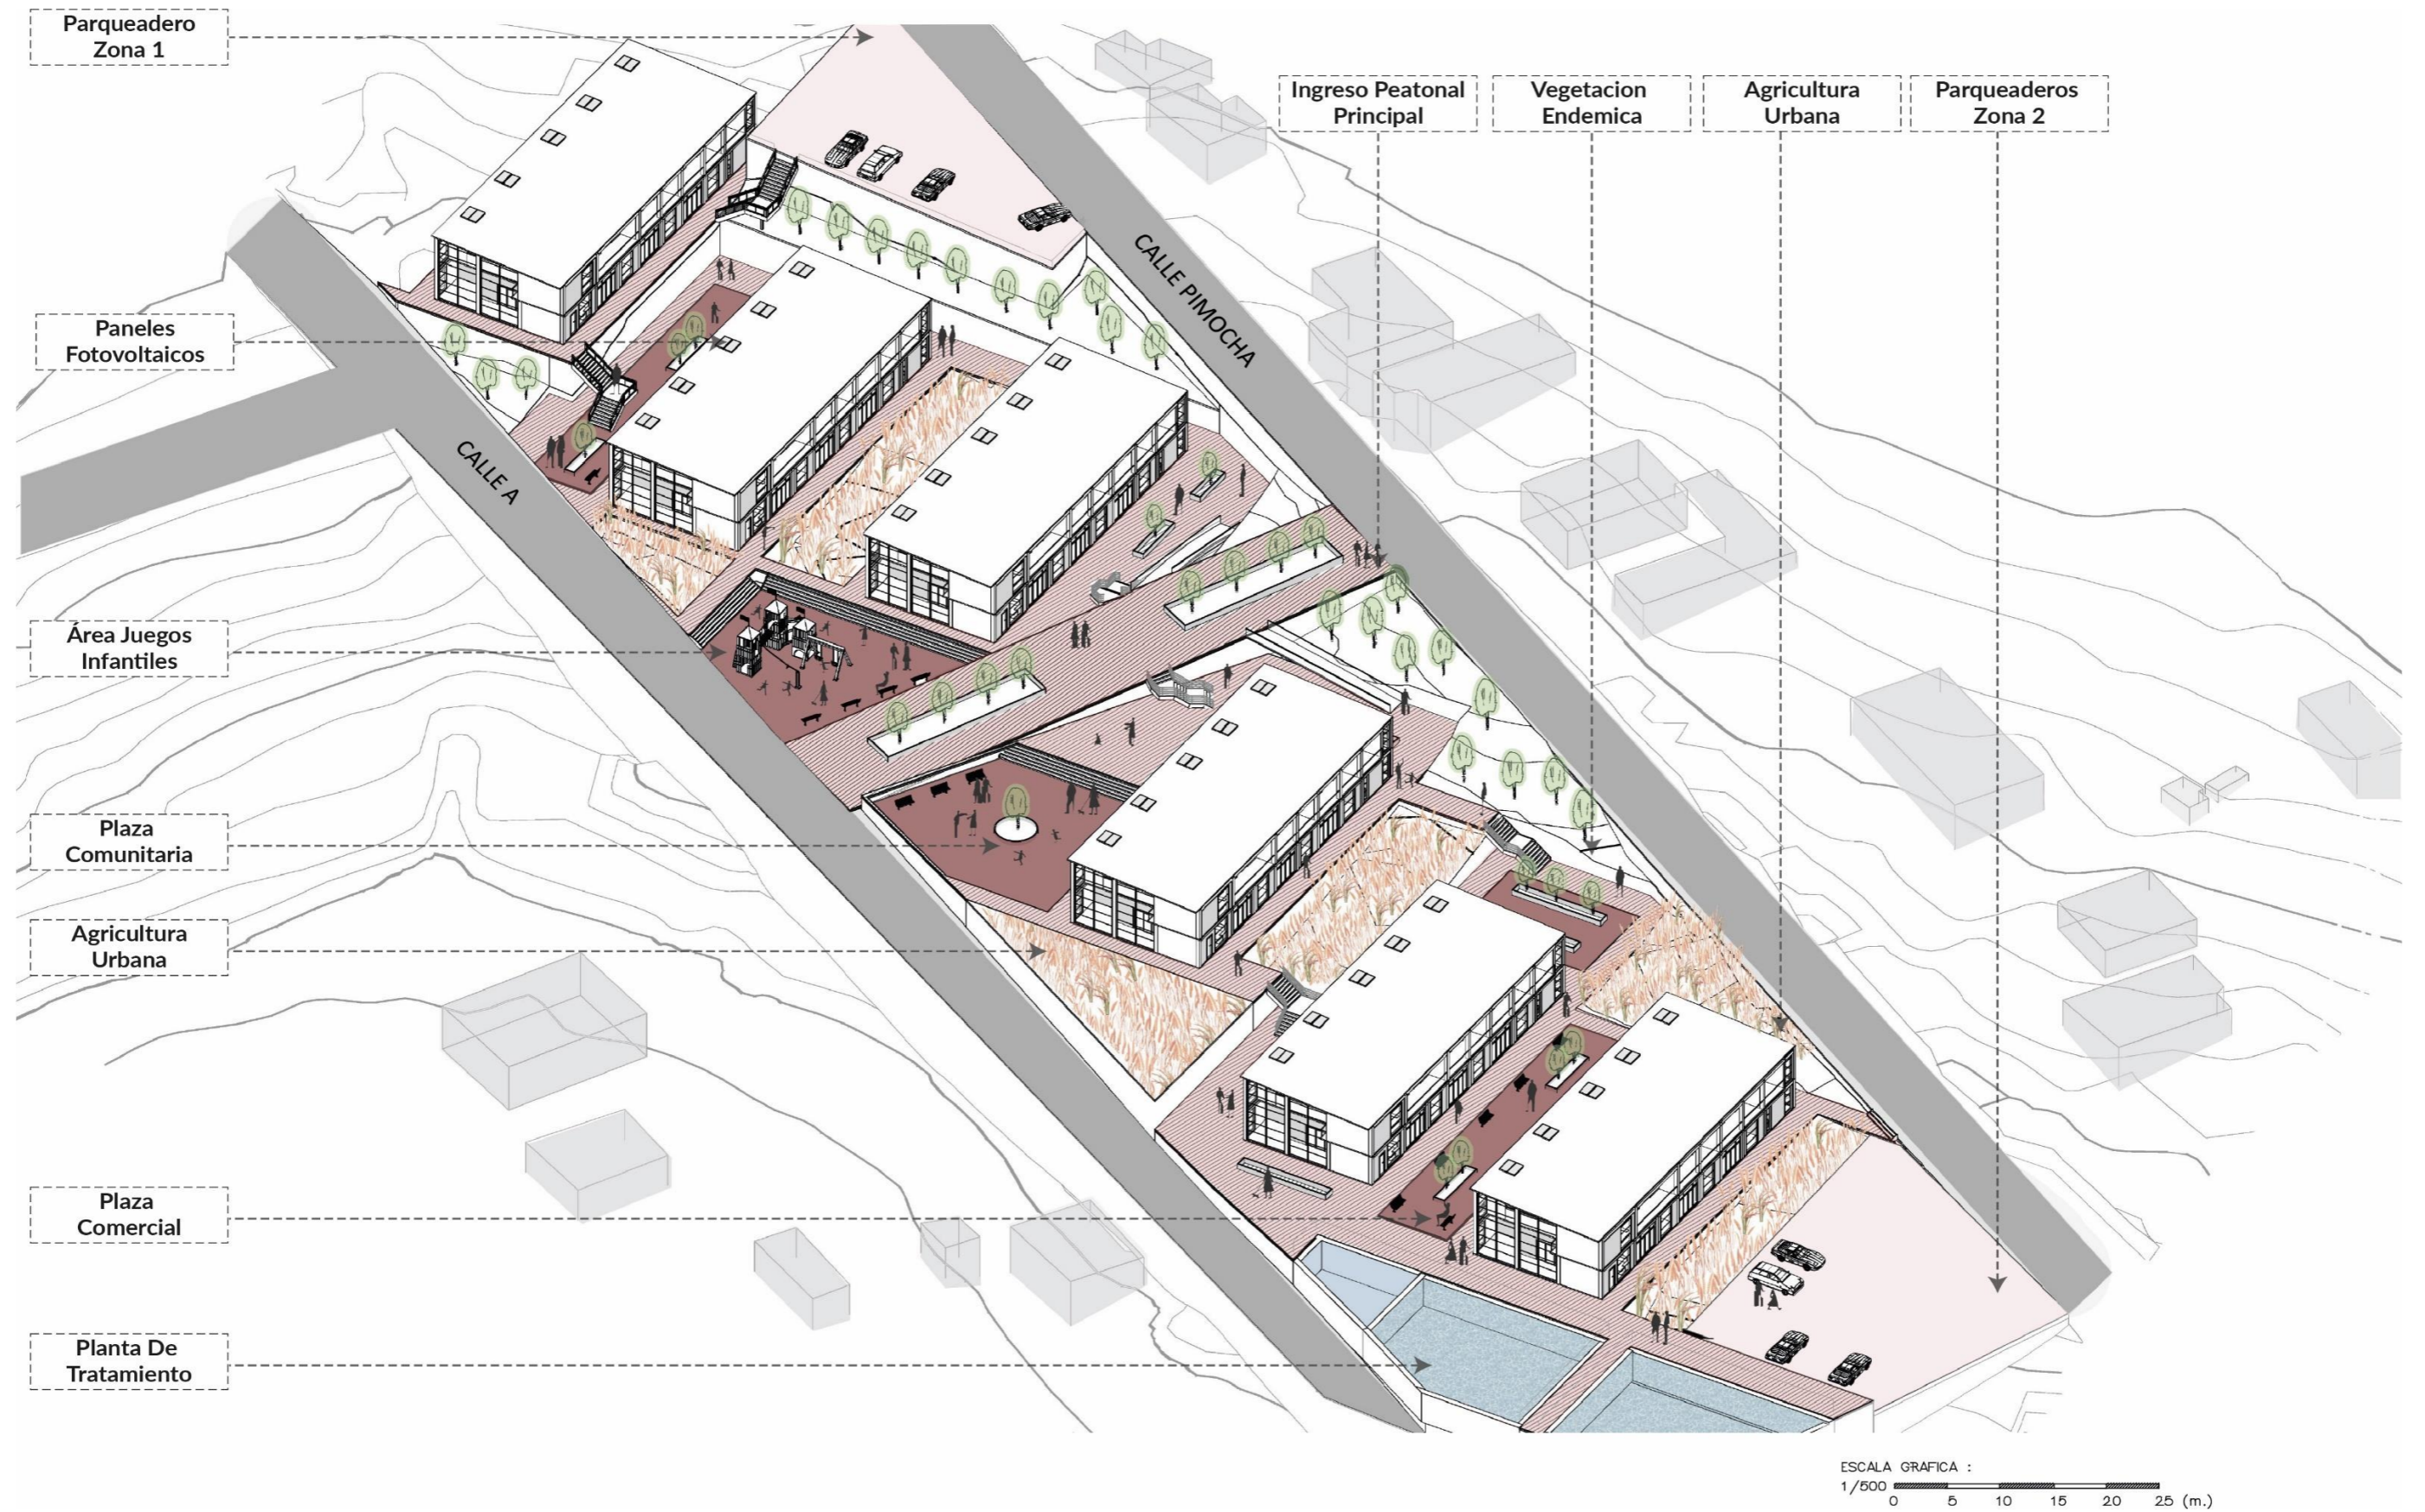 Parqueadero
Zona 1
Ingreso Peatonal
Principal
Vegetacion
Endemica
Agricultura
Urbana
Parqueaderos
Zona 2
CALLE PIMOCHA
Paneles
Fotovoltaicos
CALLE A
Área Juegos
Infantiles
Plaza
Comunitaria
Agricultura
Urbana
Plaza
Comercial
Planta De
Tratamiento
ESCALA GRAFICA :
1/500
0 5 10 15 20 25 (m.)